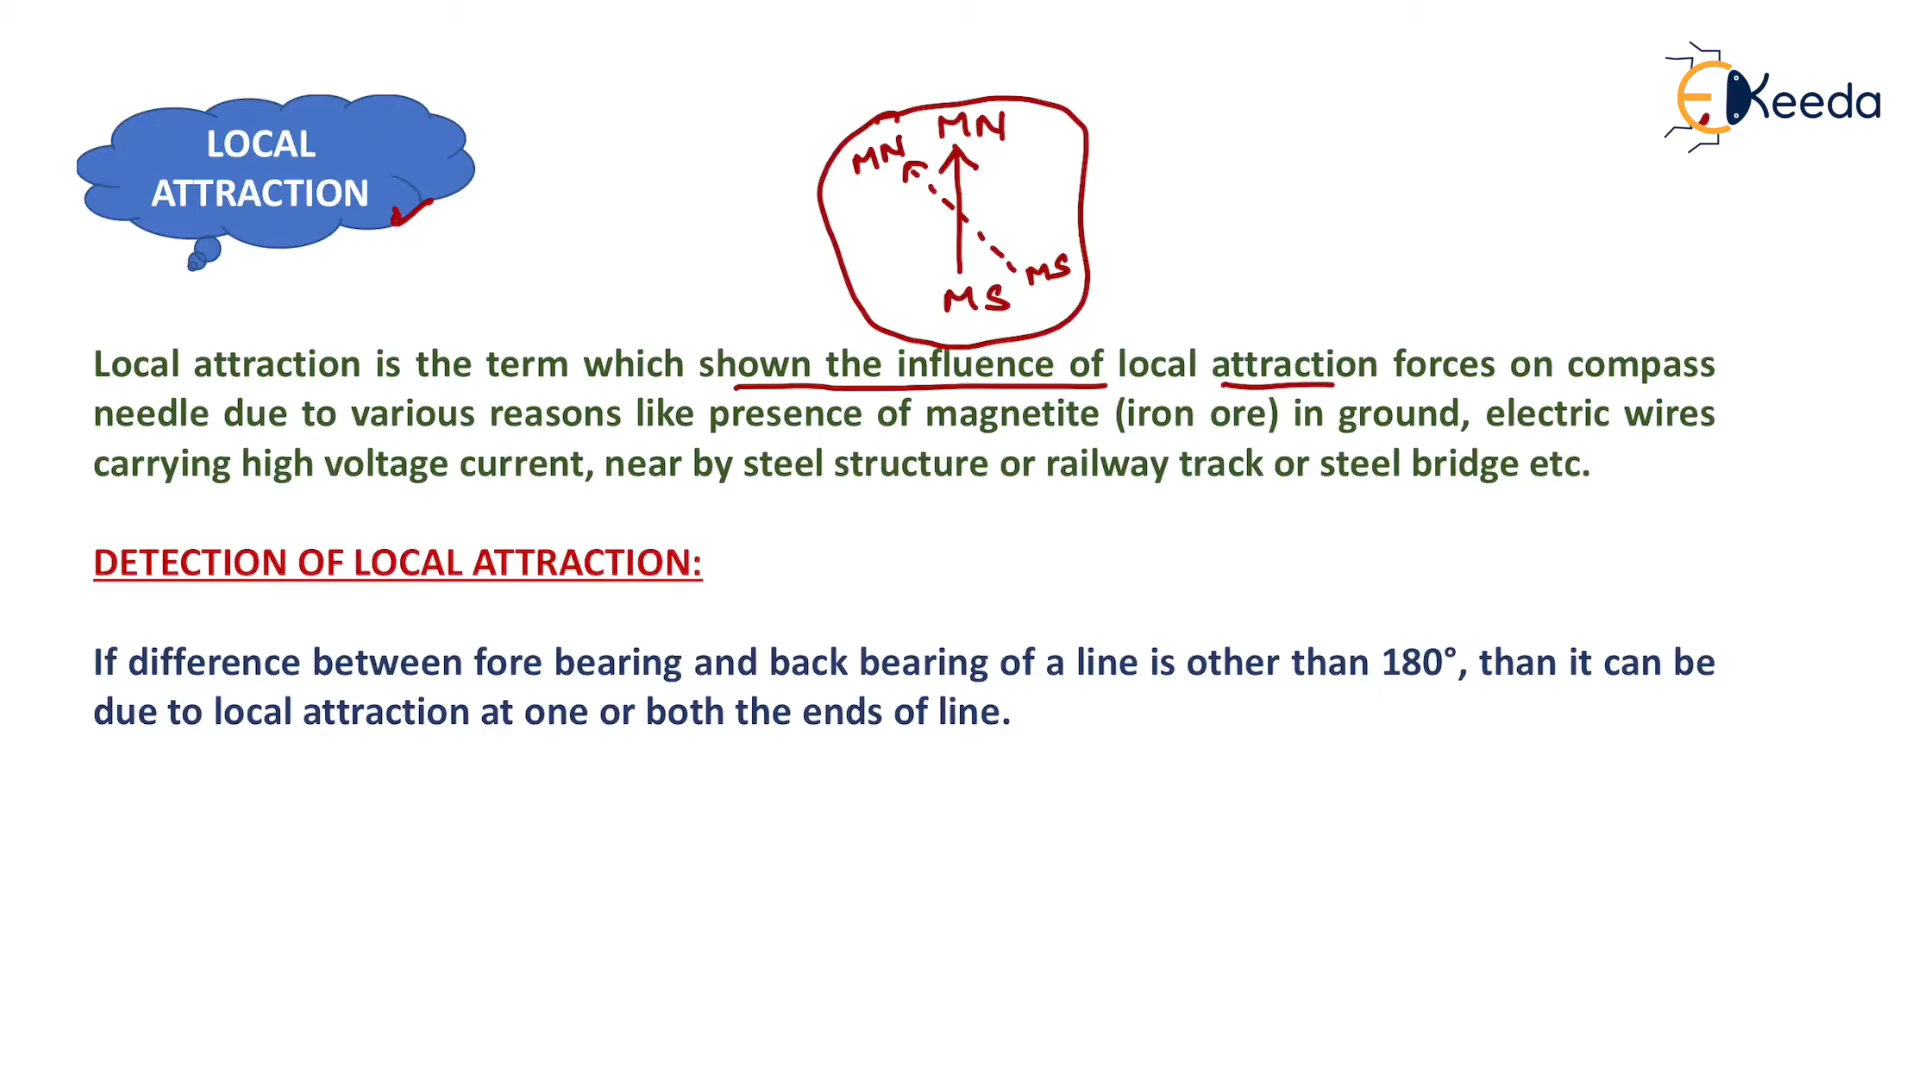 LOCAL
ATTRACTION
MN
MN
MS
MS
EKeeda
Local attraction is the term which shown the influence of local attraction forces on compass
needle due to various reasons like presence of magnetite (iron ore) in ground, electric wires
carrying high voltage current, near by steel structure or railway track or steel bridge etc.
DETECTION OF LOCAL ATTRACTION:
If difference between fore bearing and back bearing of a line is other than 180°, than it can be
due to local attraction at one or both the ends of line.